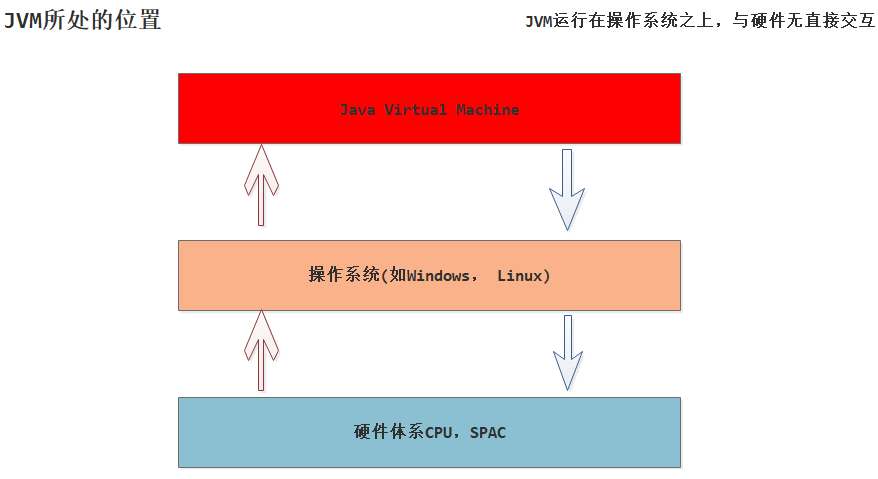 JVM所处的位置
JVM运行在操作系统之上，与硬件无直接交互
Java Virtual Machine
操作系统(如Windows， Linux)
硬件体系CPU，SPAC